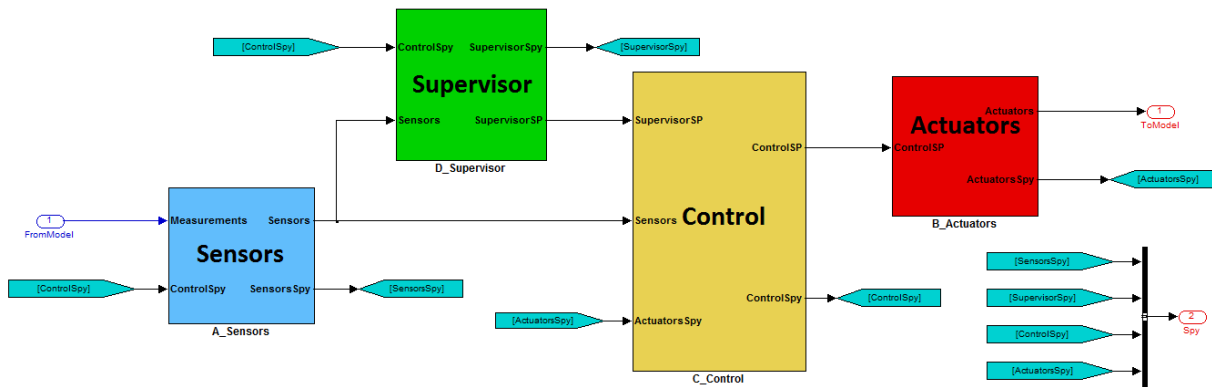 [ControlSpy]
ControlSpy
SupervisorSpy
[SupervisorSpy]
Supervisor
Sensors
SupervisorSP
D_Supervisor
SupervisorSP
ControlSP
Control
Sensors
ControlSpy
[ControlSpy]
[ActuatorsSpy]
ActuatorsSpy
C_Control
Actuators
Actuators
ControlSP
ActuatorsSpy
[ActuatorsSpy]
B_Actuators
1
ToModel
1
FromModel
Measurements
Sensors
Sensors
[ControlSpy]
ControlSpy
SensorsSpy
[SensorsSpy]
A_Sensors
[SensorsSpy]
[SupervisorSpy]
[ControlSpy]
[ActuatorsSpy]
2
Spy